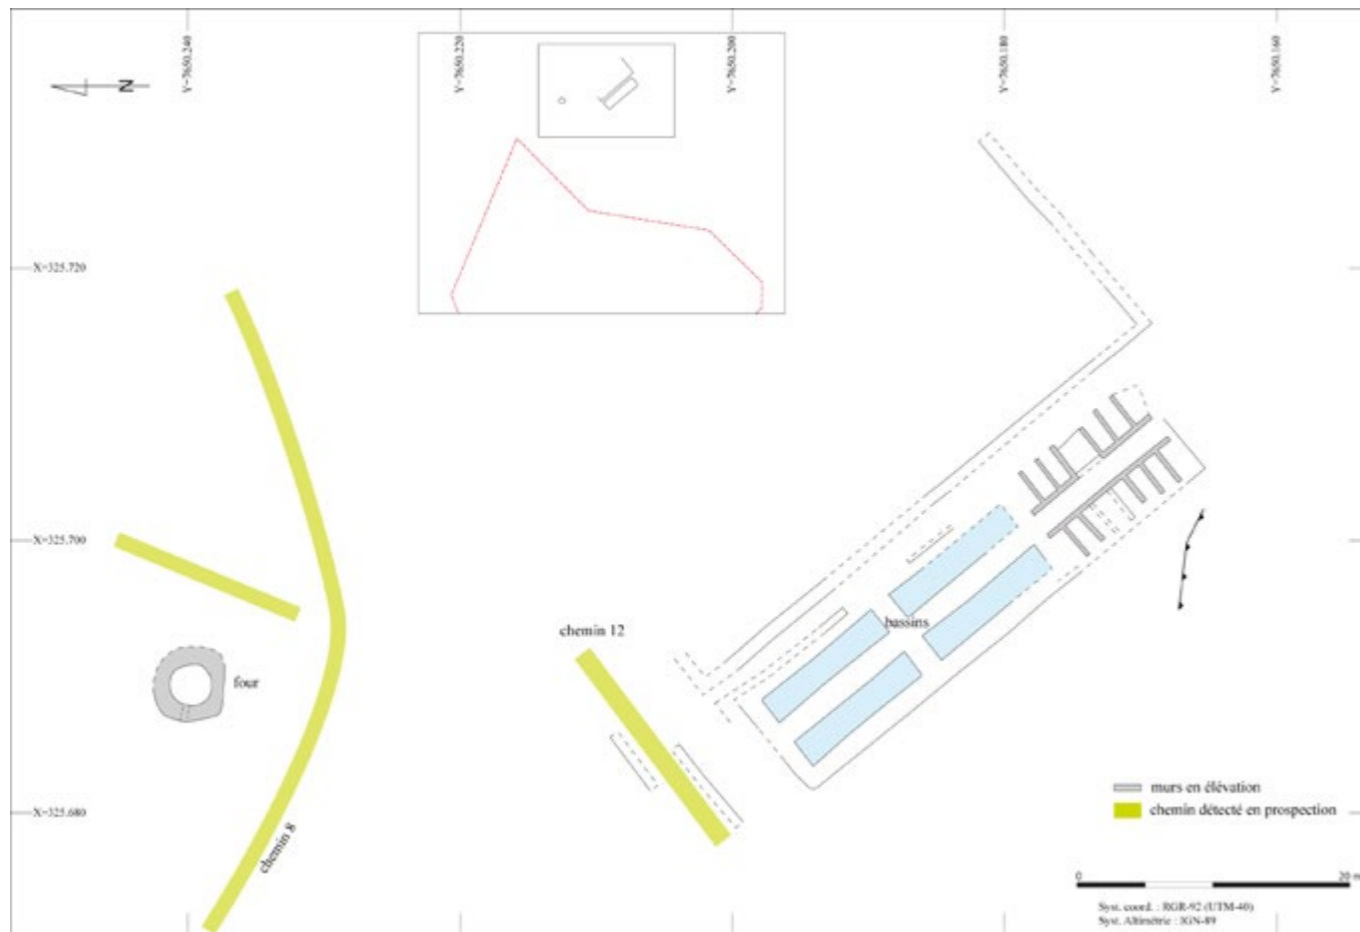 Y=7650.240
Y=7650.220
Y=7650.200
Y=7650.180
Y=7650.160
N
X=325.720
X=325.700
chemin 12
bassins
four
X=325.680
chemin 8
murs en élévation
chemin détecté en prospection
0
20 m
Syst. coord. : RGR-92 (UTM-40)
Syst. Altimétrie : IGN-89